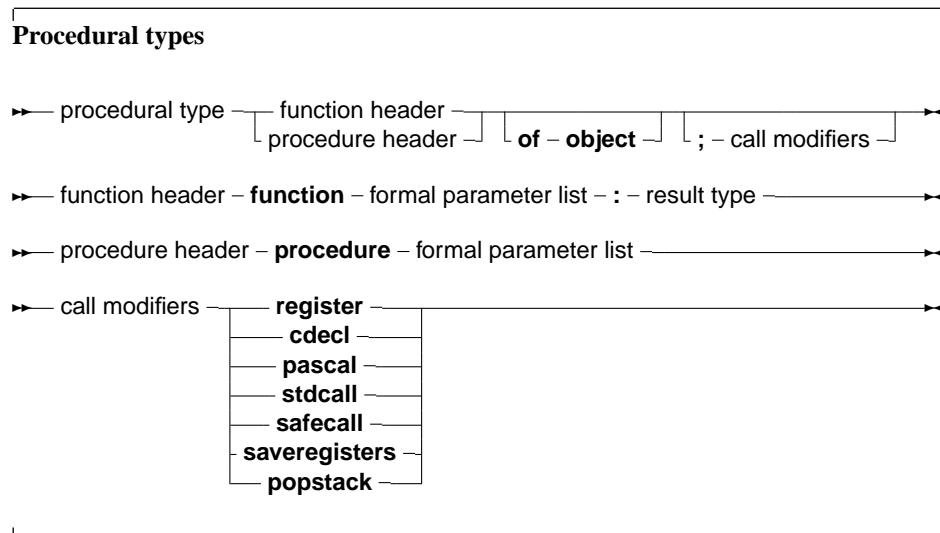 Procedural types
procedural type function header
procedure header of object ; call modifiers
function header function formal parameter list : result type
procedure header procedure formal parameter list
call modifiers register
cdecl
pascal
stdcall
safecall
saveregisters
popstack